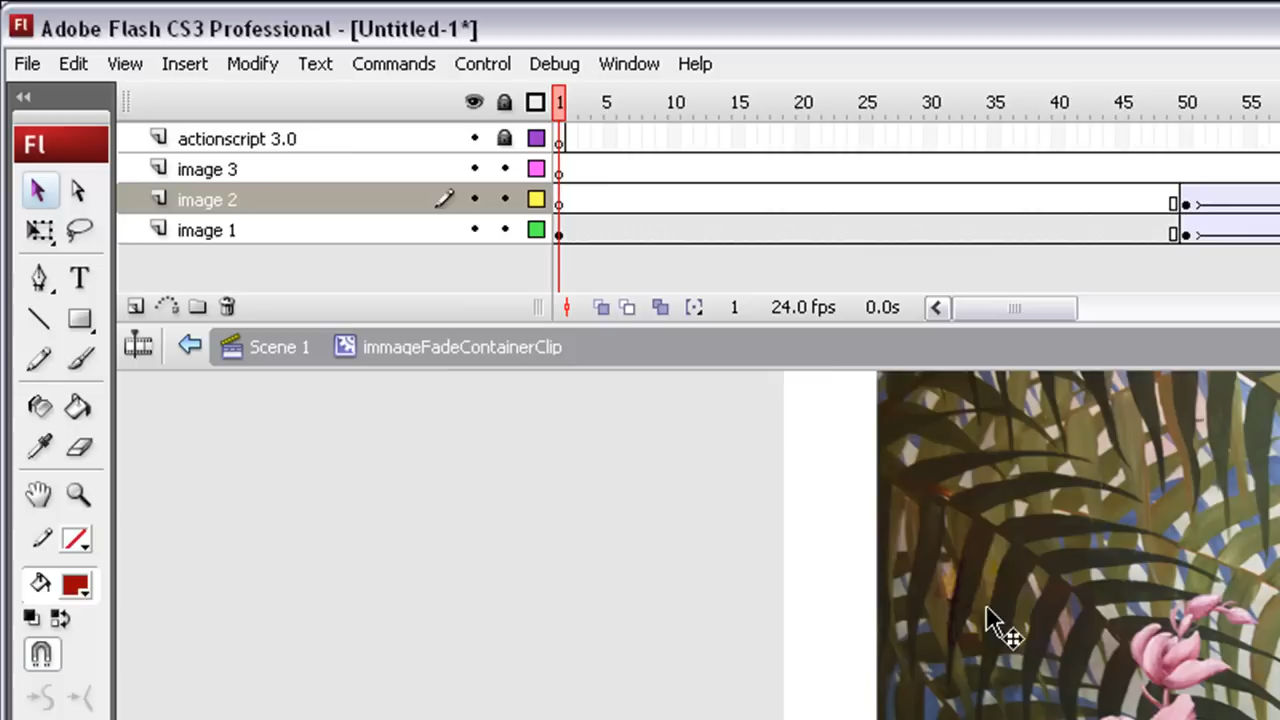 Fl Adobe Flash CS3 Professional - [Untitled-1*]
File Edit View Insert Modify Text Commands Control Debug Window Help
1 5 10 15 20 25 30 35 40 45 50 55
Fl
actionscript 3.0
image 3
image 2
image 1
T
1 24.0 fps 0.0s
Scene 1 immageFadeContainerClip